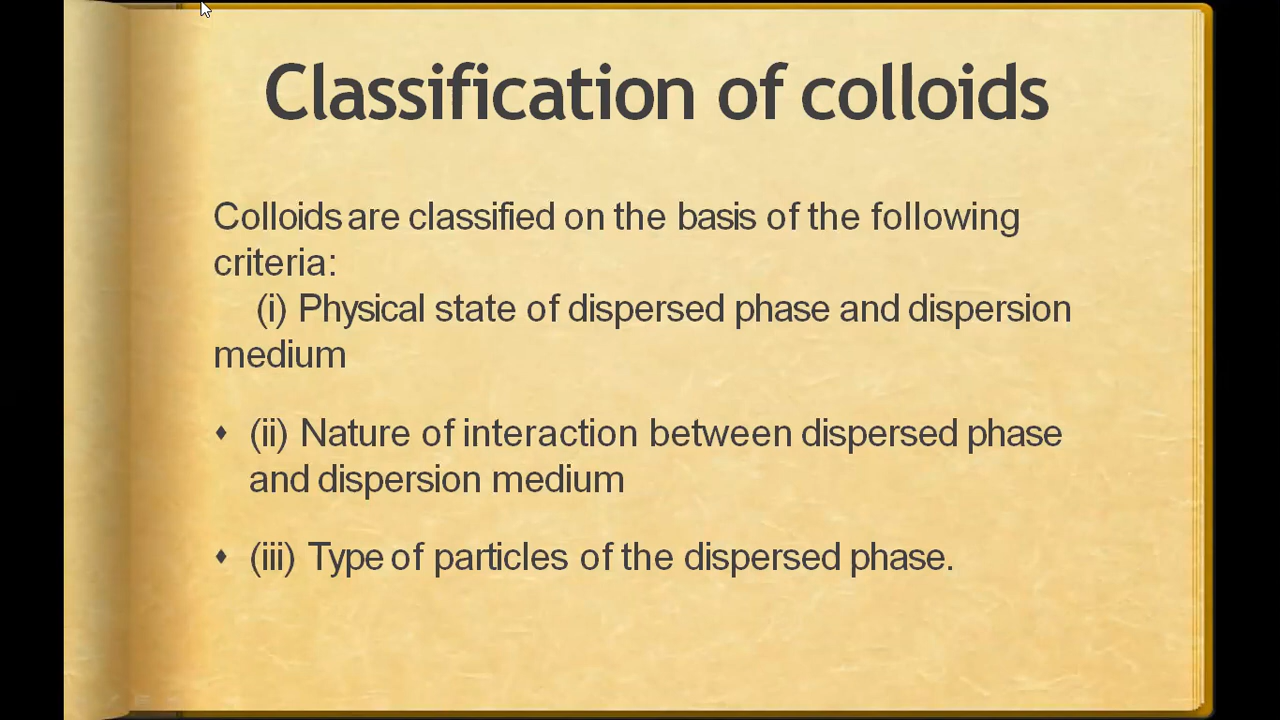 Classification of colloids
Colloids are classified on the basis of the following
criteria:
(i) Physical state of dispersed phase and dispersion
medium
♦ (ii) Nature of interaction between dispersed phase
and dispersion medium
♦ (iii) Type of particles of the dispersed phase.